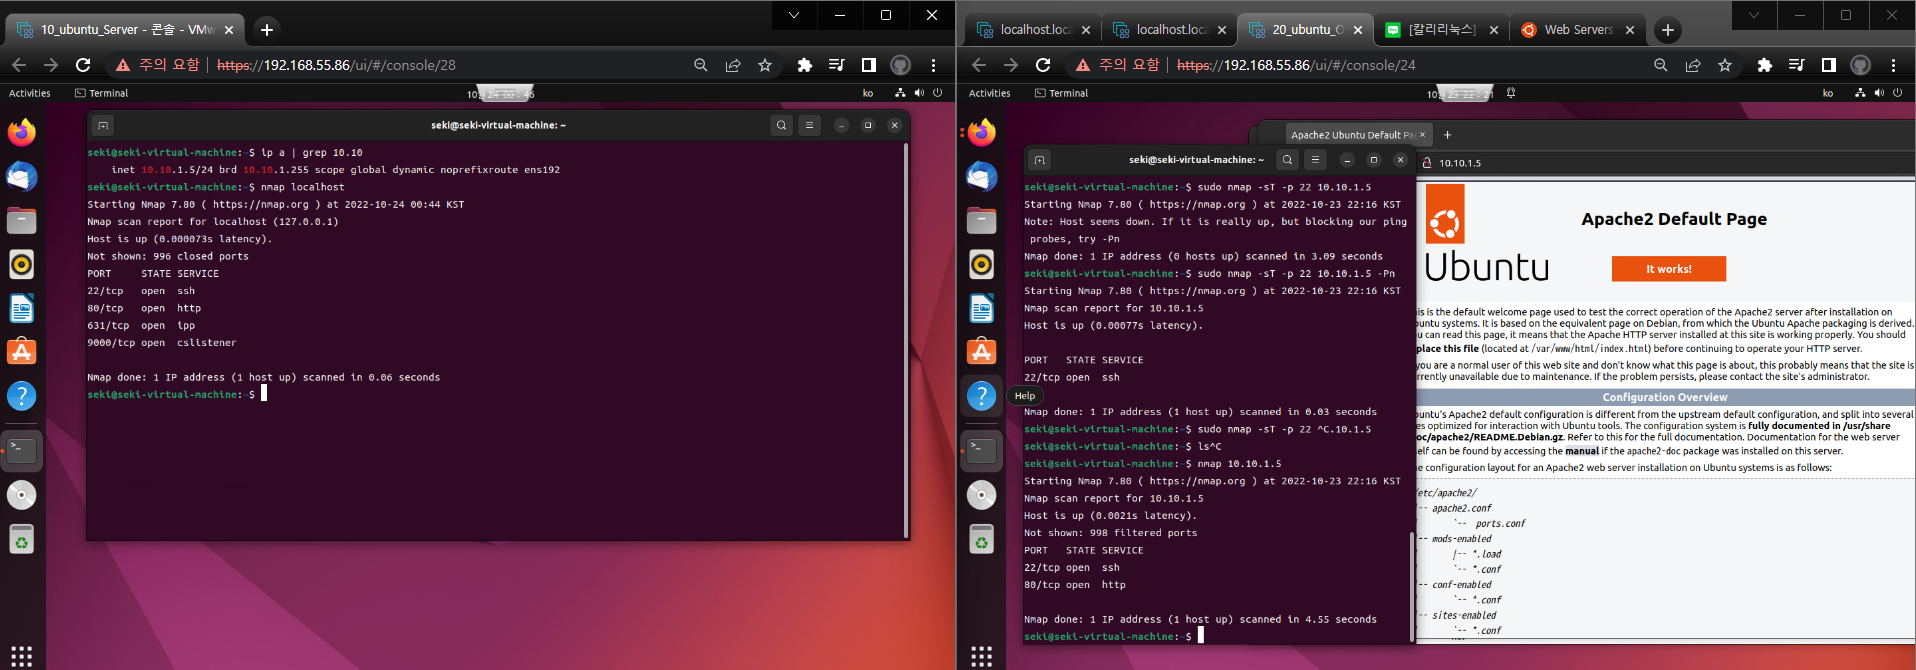 10_ubuntu_Server - 콘솔 - VMw
주의 요함 | https://192.168.55.86/ui/#/console/28
Activities
Terminal
ko
seki@seki-virtual-machine: ~
seki@seki-virtual-machine:~$ ip a | grep 10.10
inet 10.10.1.5/24 brd 10.10.1.255 scope global dynamic noprefixroute ens192
seki@seki-virtual-machine:~$ nmap localhost
Starting Nmap 7.80 ( https://nmap.org ) at 2022-10-24 00:44 KST
Nmap scan report for localhost (127.0.0.1)
Host is up (0.000073s latency).
Not shown: 996 closed ports
PORT     STATE SERVICE
22/tcp   open  ssh
80/tcp   open  http
631/tcp  open  ipp
9000/tcp open  cslistener
Nmap done: 1 IP address (1 host up) scanned in 0.06 seconds
seki@seki-virtual-machine:~$
localhost.loca
localhost.loca
20_ubuntu_O
[칼리리눅스]
Web Servers
주의 요함 | https://192.168.55.86/ui/#/console/24
Activities
Terminal
ko
seki@seki-virtual-machine: ~
seki@seki-virtual-machine:~$ sudo nmap -sT -p 22 10.10.1.5
Starting Nmap 7.80 ( https://nmap.org ) at 2022-10-23 22:16 KST
Note: Host seems down. If it is really up, but blocking our ping
probes, try -Pn
Nmap done: 1 IP address (0 hosts up) scanned in 3.09 seconds
seki@seki-virtual-machine:~$ sudo nmap -sT -p 22 10.10.1.5 -Pn
Starting Nmap 7.80 ( https://nmap.org ) at 2022-10-23 22:16 KST
Nmap scan report for 10.10.1.5
Host is up (0.00077s latency).
PORT   STATE SERVICE
22/tcp open  ssh
Nmap done: 1 IP address (1 host up) scanned in 0.03 seconds
seki@seki-virtual-machine:~$ sudo nmap -sT -p 22 ^C.10.1.5
seki@seki-virtual-machine:~$ ls^C
seki@seki-virtual-machine:~$ nmap 10.10.1.5
Starting Nmap 7.80 ( https://nmap.org ) at 2022-10-23 22:16 KST
Nmap scan report for 10.10.1.5
Host is up (0.0021s latency).
Not shown: 998 filtered ports
PORT   STATE SERVICE
22/tcp open  ssh
80/tcp open  http
Nmap done: 1 IP address (1 host up) scanned in 4.55 seconds
seki@seki-virtual-machine:~$
Help
Apache2 Ubuntu Default Pa
10.10.1.5
Apache2 Default Page
Ubuntu
It works!
his is the default welcome page used to test the correct operation of the Apache2 server after installation on
buntu systems. It is based on the equivalent page on Debian, from which the Ubuntu Apache packaging is derived.
u can read this page, it means that the Apache HTTP server installed at this site is working properly. You should
place this file (located at /var/www/html/index.html) before continuing to operate your HTTP server.
you are a normal user of this web site and don't know what this page is about, this probably means that the site is
rrently unavailable due to maintenance. If the problem persists, please contact the site's administrator.
Configuration Overview
buntu's Apache2 default configuration is different from the upstream default configuration, and split into several
es optimized for interaction with Ubuntu tools. The configuration system is fully documented in /usr/share
oc/apache2/README.Debian.gz. Refer to this for the full documentation. Documentation for the web server
elf can be found by accessing the manual if the apache2-doc package was installed on this server.
e configuration layout for an Apache2 web server installation on Ubuntu systems is as follows:
/etc/apache2/
-- apache2.conf
`-- ports.conf
-- mods-enabled
|-- *.load
`-- *.conf
-- conf-enabled
`-- *.conf
-- sites-enabled
`-- *.conf